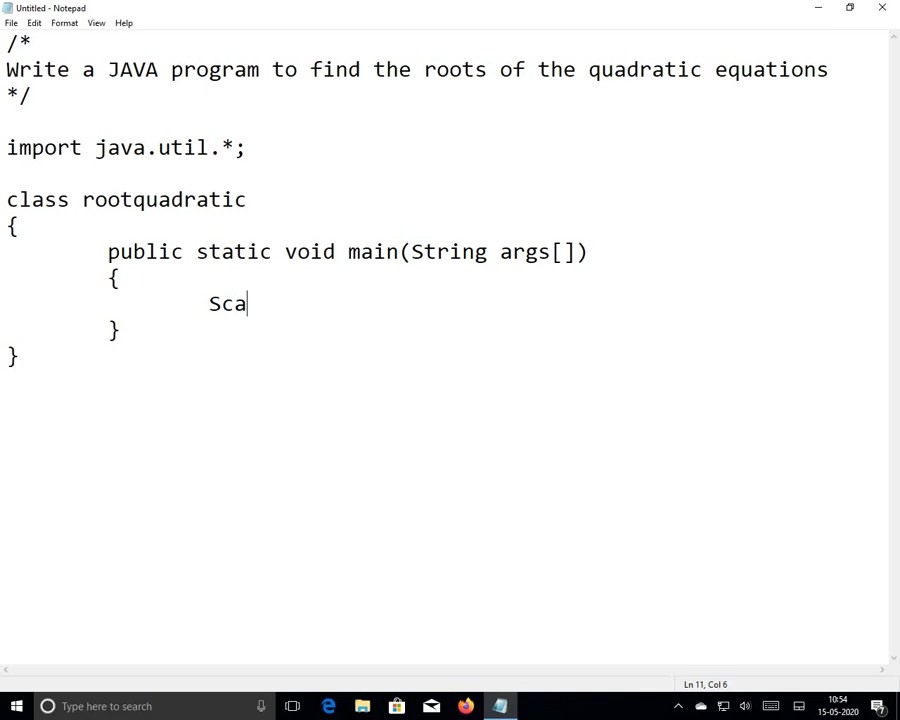 Untitled - Notepad
File Edit Format View Help
/*
Write a JAVA program to find the roots of the quadratic equations
*/
import java.util.*;
class rootquadratic
{
public static void main(String args[])
{
Sca
}
}
Ln 11, Col 6
Type here to search
10:54
15-05-2020
7